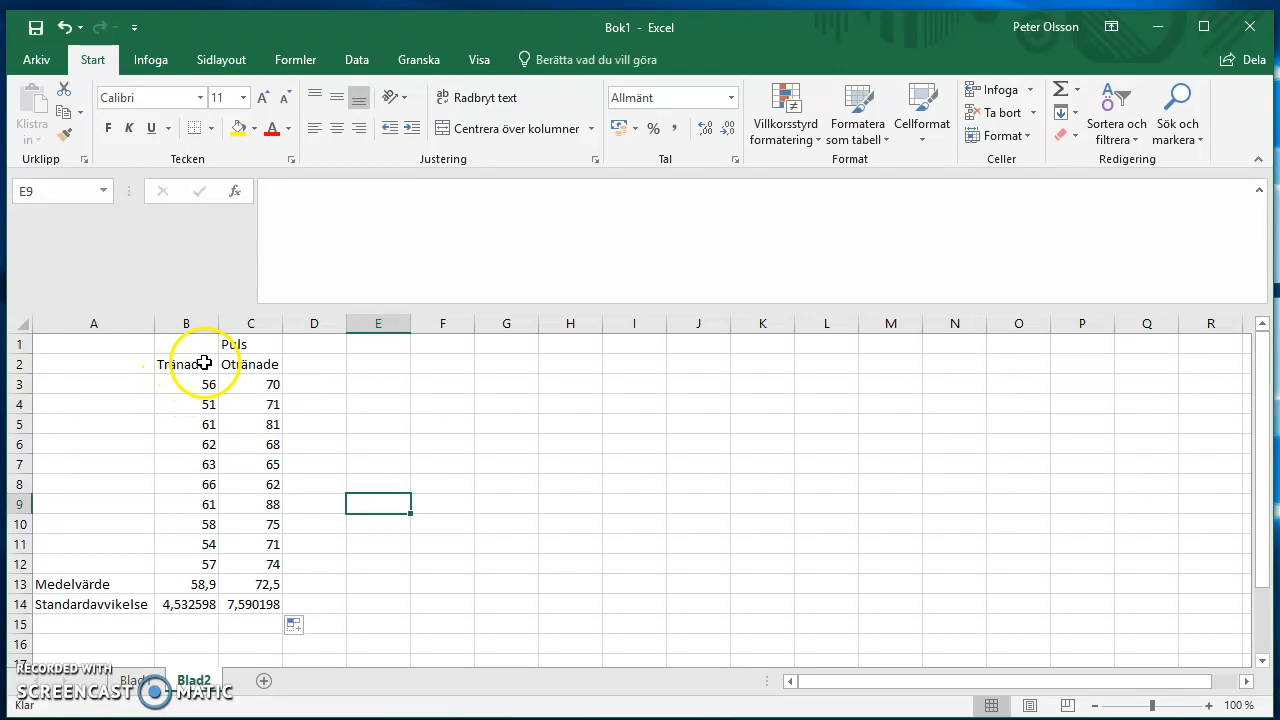 Bok1 - Excel
Peter Olsson
Arkiv Start Infoga Sidlayout Formler Data Granska Visa Berätta vad du vill göra Dela
Klistra in
Urklipp
Calibri 11
F K U
Tecken
Radbryt text
Centrera över kolumner
Justering
Allmänt
Tal
Villkorsstyrd formatering
Formatera som tabell
Cellformat
Format
Infoga
Ta bort
Format
Celler
Sortera och filtrera
Sök och markera
Redigering
E9
A B C D E F G H I J K L M N O P Q R
1 Puls
2 Tränade Otränade
3 56 70
4 51 71
5 61 81
6 62 68
7 63 65
8 66 62
9 61 88
10 58 75
11 54 71
12 57 74
13 Medelvärde 58,9 72,5
14 Standardavvikelse 4,532598 7,590198
15
16
17
RECORDED WITH
SCREENCAST MATIC
Blad2
Klar
100 %